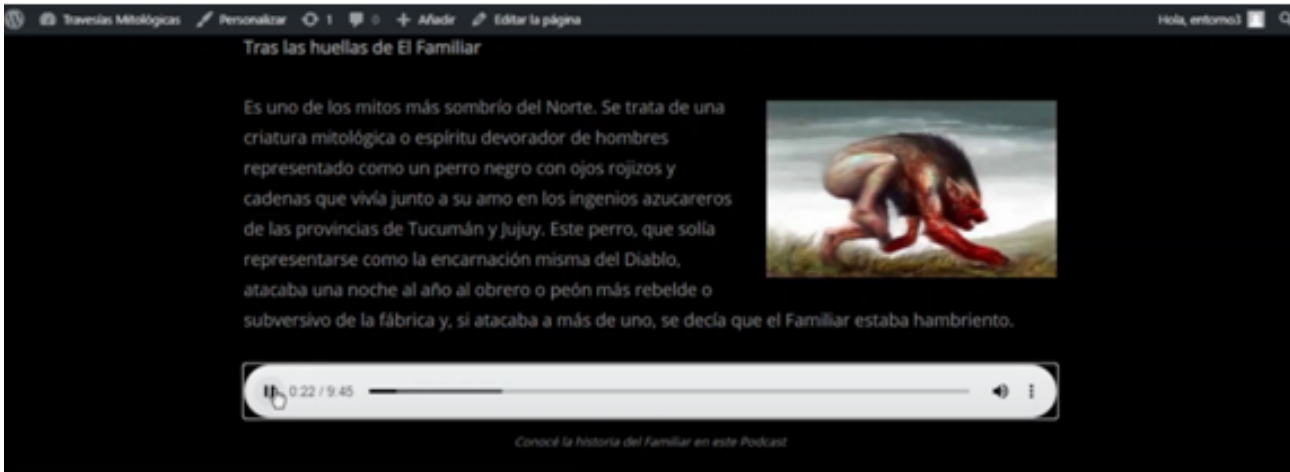 Travesías Mitológicas Personalizar 1 0 Añadir Editar la página Hola, entorno3
Tras las huellas de El Familiar
Es uno de los mitos más sombrío del Norte. Se trata de una
criatura mitológica o espíritu devorador de hombres
representado como un perro negro con ojos rojizos y
cadenas que vivía junto a su amo en los ingenios azucareros
de las provincias de Tucumán y Jujuy. Este perro, que solía
representarse como la encarnación misma del Diablo,
atacaba una noche al año al obrero o peón más rebelde o
subversivo de la fábrica y, si atacaba a más de uno, se decía que el Familiar estaba hambriento.
0:22 / 9:45
Conocé la historia del Familiar en este Podcast